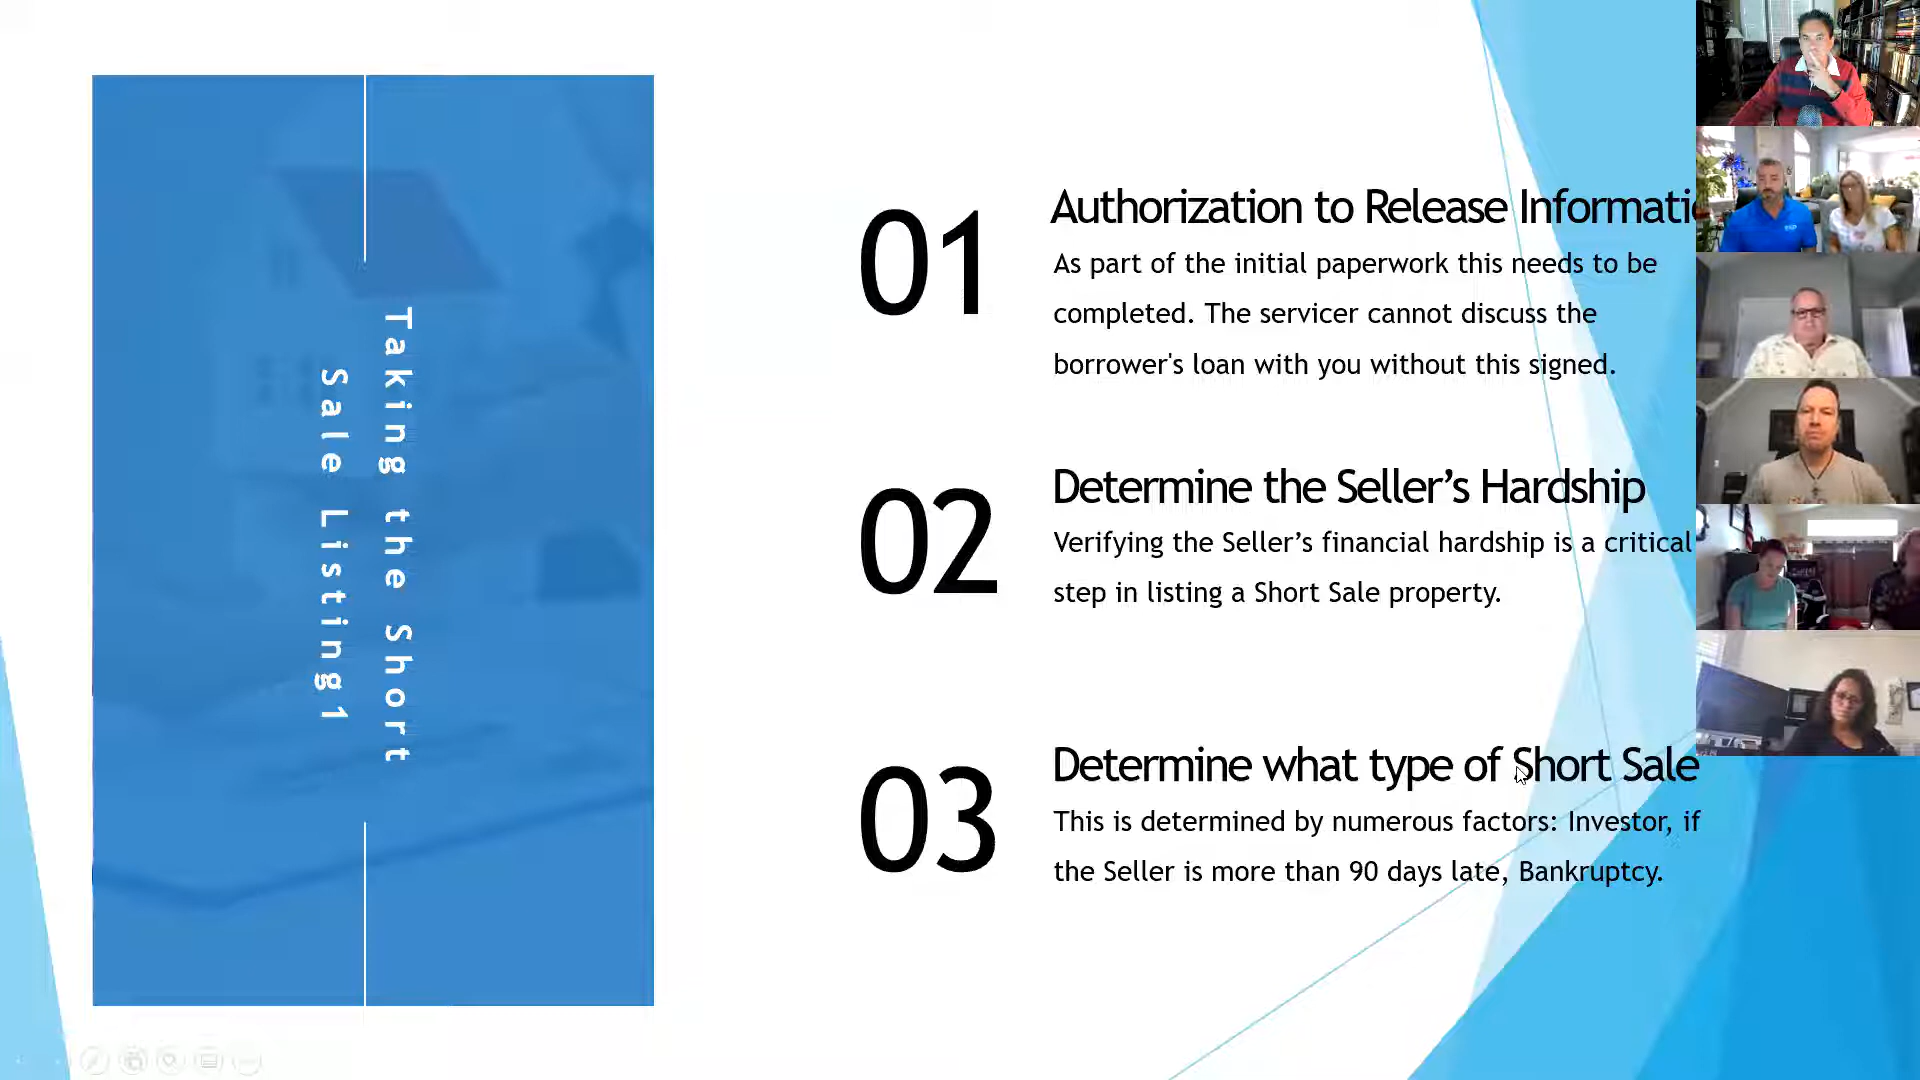 Taking the Short
Sale Listing1
01
Authorization to Release Informati
As part of the initial paperwork this needs to be
completed. The servicer cannot discuss the
borrower's loan with you without this signed.
02
Determine the Seller’s Hardship
Verifying the Seller’s financial hardship is a critical
step in listing a Short Sale property.
03
Determine what type of Short Sale
This is determined by numerous factors: Investor, if
the Seller is more than 90 days late, Bankruptcy.